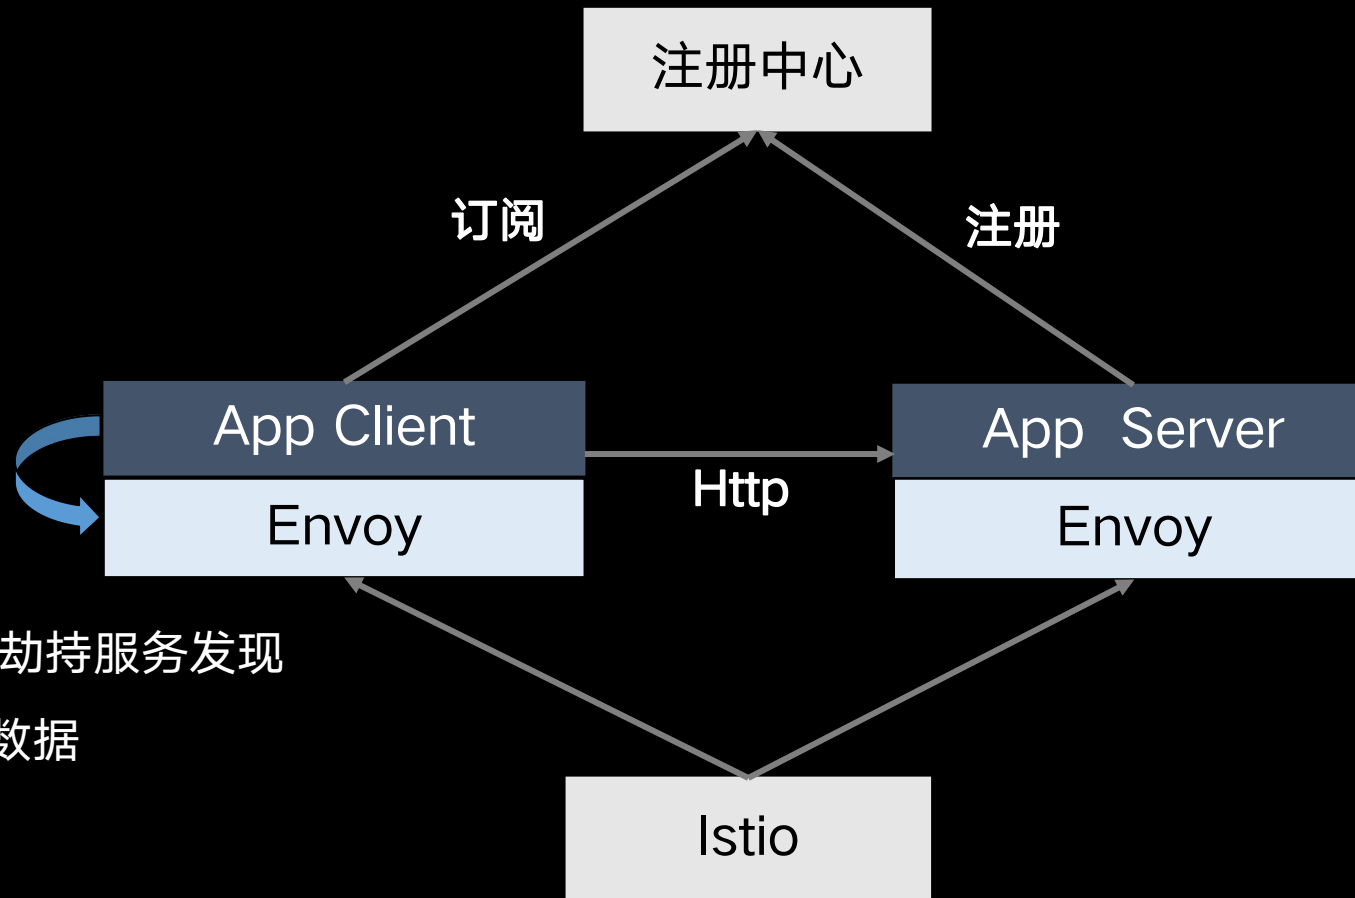 注册中心
订阅
注册
App Client
App Server
Http
Envoy
Envoy
劫持服务发现
数据
Istio